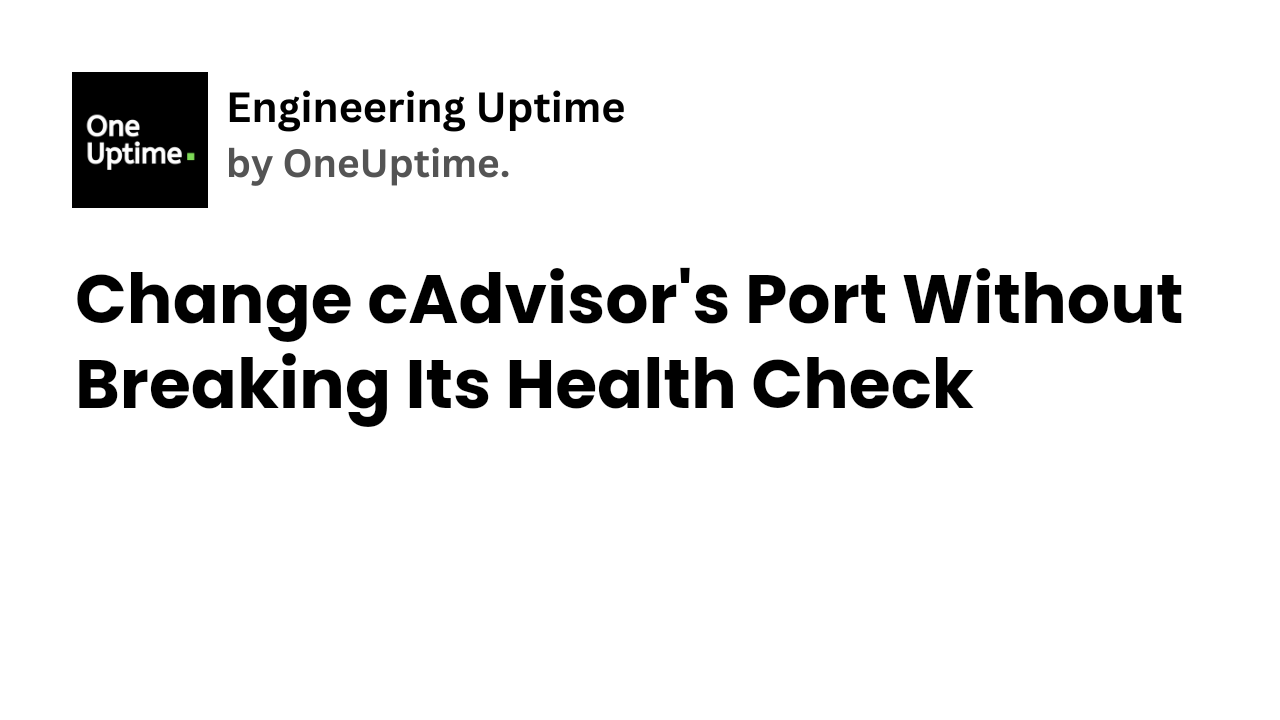 One
Uptime.
Engineering Uptime
by OneUptime.
Change cAdvisor's Port Without
Breaking Its Health Check